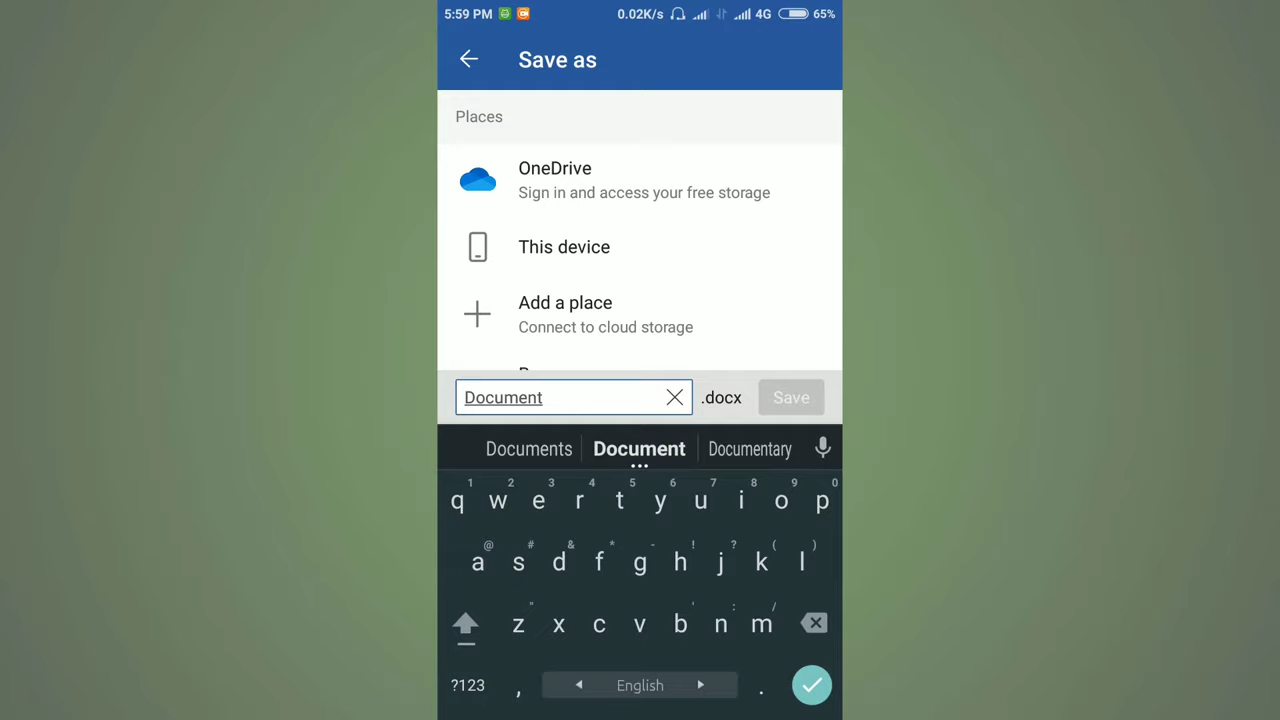 5:59 PM 0.02K/s 4G 65%
Save as
Places
OneDrive
Sign in and access your free storage
This device
Add a place
Connect to cloud storage
Document .docx Save
Documents Document Documentary
1 2 3 4 5 6 7 8 9 0
q w e r t y u i o p
@ # & * - ! ? ( )
a s d f g h j k l
" ' : /
z x c v b n m
?123 , English .